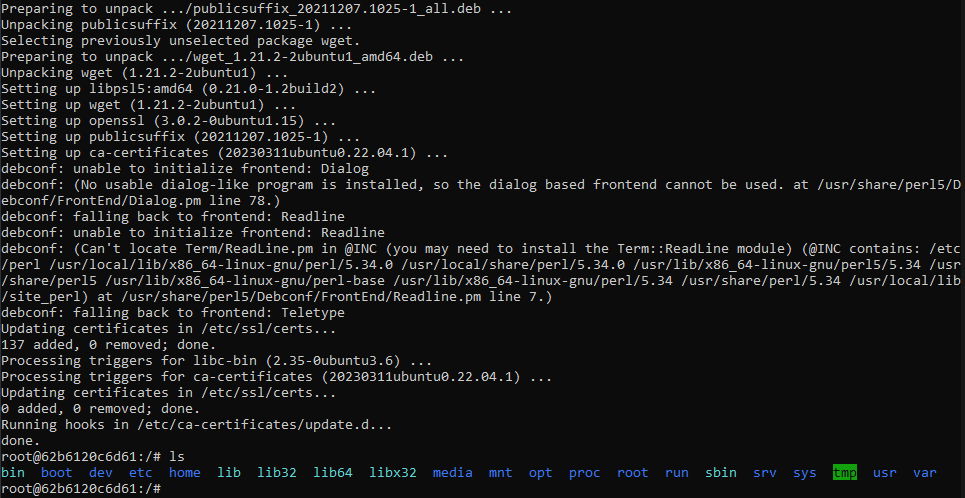 Preparing to unpack .../publicsuffix_20211207.1025-1_all.deb ...
Unpacking publicsuffix (20211207.1025-1) ...
Selecting previously unselected package wget.
Preparing to unpack .../wget_1.21.2-2ubuntu1_amd64.deb ...
Unpacking wget (1.21.2-2ubuntu1) ...
Setting up libpsl5:amd64 (0.21.0-1.2build2) ...
Setting up wget (1.21.2-2ubuntu1) ...
Setting up openssl (3.0.2-0ubuntu1.15) ...
Setting up publicsuffix (20211207.1025-1) ...
Setting up ca-certificates (20230311ubuntu0.22.04.1) ...
debconf: unable to initialize frontend: Dialog
debconf: (No usable dialog-like program is installed, so the dialog based frontend cannot be used. at /usr/share/perl5/D
ebconf/FrontEnd/Dialog.pm line 78.)
debconf: falling back to frontend: Readline
debconf: unable to initialize frontend: Readline
debconf: (Can't locate Term/ReadLine.pm in @INC (you may need to install the Term::ReadLine module) (@INC contains: /etc
/perl /usr/local/lib/x86_64-linux-gnu/perl/5.34.0 /usr/local/share/perl/5.34.0 /usr/lib/x86_64-linux-gnu/perl5/5.34 /usr
/share/perl5 /usr/lib/x86_64-linux-gnu/perl-base /usr/lib/x86_64-linux-gnu/perl/5.34 /usr/share/perl/5.34 /usr/local/lib
/site_perl) at /usr/share/perl5/Debconf/FrontEnd/Readline.pm line 7.)
debconf: falling back to frontend: Teletype
Updating certificates in /etc/ssl/certs...
137 added, 0 removed; done.
Processing triggers for libc-bin (2.35-0ubuntu3.6) ...
Processing triggers for ca-certificates (20230311ubuntu0.22.04.1) ...
Updating certificates in /etc/ssl/certs...
0 added, 0 removed; done.
Running hooks in /etc/ca-certificates/update.d...
done.
root@62b6120c6d61:/# ls
bin boot dev etc home lib lib32 lib64 libx32 media mnt opt proc root run sbin srv sys tmp usr var
root@62b6120c6d61:/#